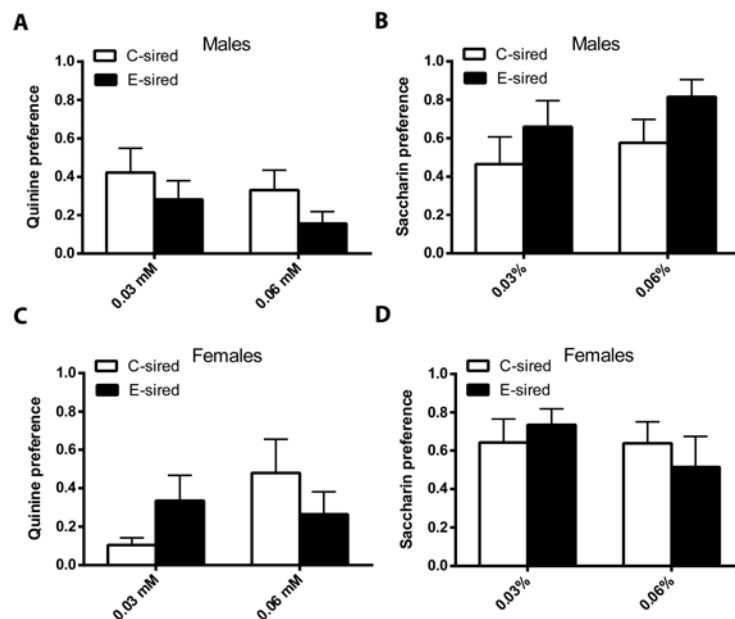 A
Males
C-sired
E-sired
Quinine preference
1.0
0.8
0.6
0.4
0.2
0.0
0.03 mM
0.06 mM
B
Males
C-sired
E-sired
Saccharin preference
1.0
0.8
0.6
0.4
0.2
0.0
0.03%
0.06%
C
Females
C-sired
E-sired
Quinine preference
1.0
0.8
0.6
0.4
0.2
0.0
0.03 mM
0.06 mM
D
Females
C-sired
E-sired
Saccharin preference
1.0
0.8
0.6
0.4
0.2
0.0
0.03%
0.06%